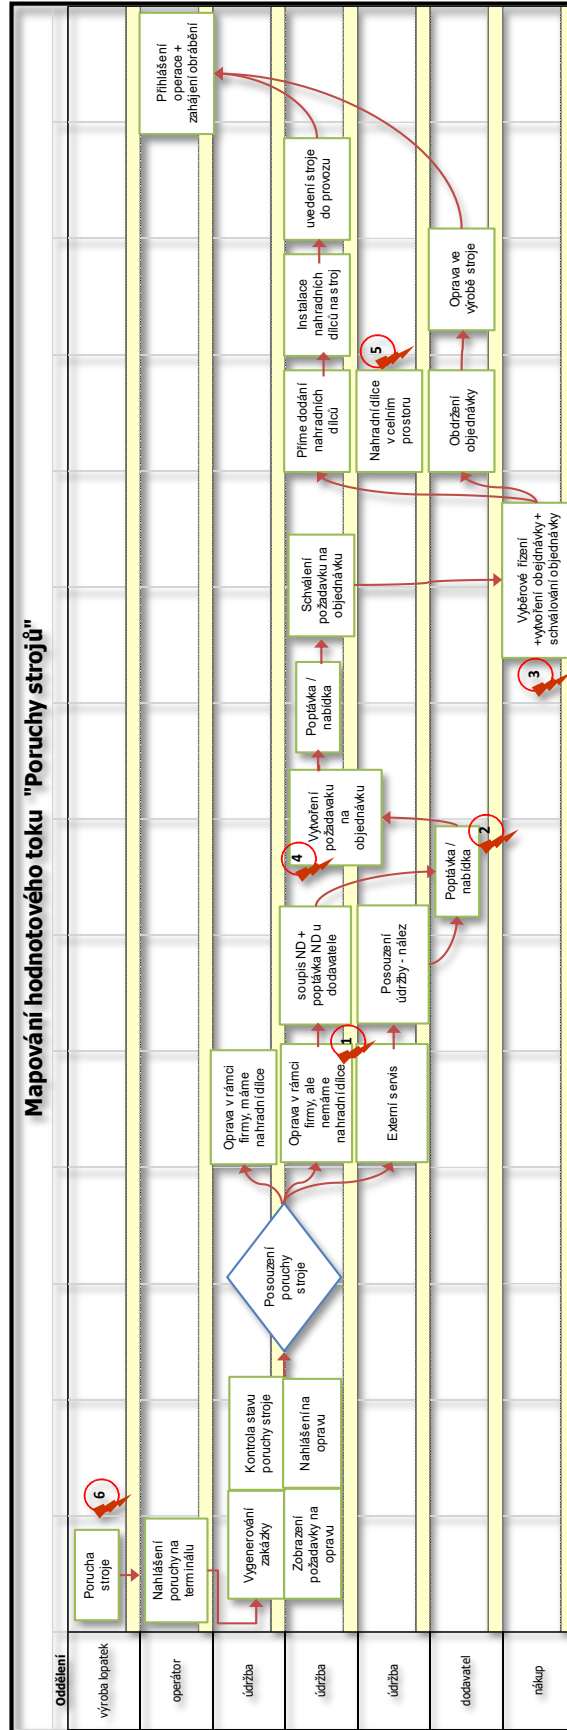 Mapování hodnotového toku "Poruchy strojů"
Oddělení
výroba lopatek
operátor
údržba
údržba
údržba
dodavatel
nákup
Porucha
stroje
6
Nahlášení
poruchy na
terminálu
Vygenerování
zakázky
Kontrola stavu
poruchy stroje
Zobrazení
požadavky na
opravu
Nahlášení na
opravu
Posouzení
poruchy
stroje
Oprava v rámci
firmy, máme
nahradní dílce
Oprava v rámci
firmy, ale
nemáme
nahradní dílce
1
Externí servis
soupis ND +
poptávka ND u
dodavatele
Posouzení
údržby - nález
Poptávka /
nabídka
2
4
Vytvoření
požadavaku
na
objednávku
Poptávka /
nabídka
Schválení
požadavku na
objednávku
3
Vyběrové řízení
+vytvoření obejdnávky +
schvalování objednávky
Příme dodání
nahradních
dílců
Nahradní dílce
v celním
prostoru
5
Obdržení
objednávky
Instalace
nahradních
dílců na stroj
Oprava ve
výrobě stroje
uvedení stroje
do provozu
Přihlášení
operace +
zahájení obrábění